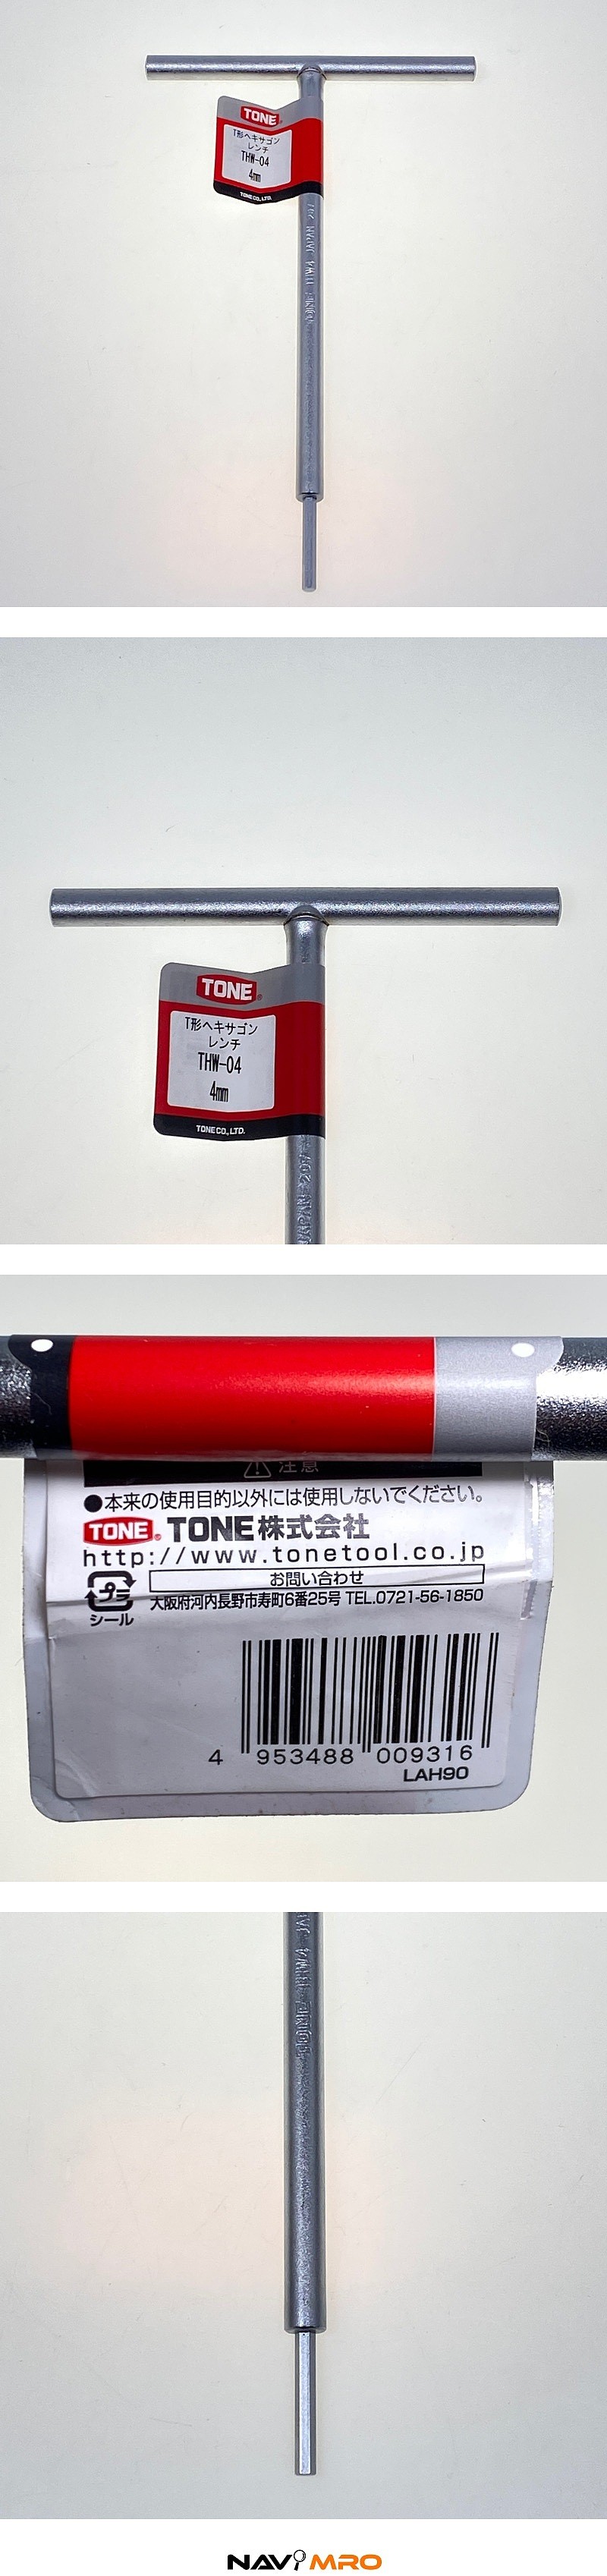 TONE
T形ヘキサゴン
レンチ
THW-04
4mm
TONE CO., LTD.
TONE
T形ヘキサゴン
レンチ
THW-04
4mm
TONE CO., LTD.
注意
●本来の使用目的以外には使用しないでください。
TONE TONE株式会社
http://www.tonetool.co.jp
お問い合わせ
プラ
シール
大阪府河内長野市寿町6番25号 TEL.0721-56-1850
4 953488 009316
LAH90
NAVIMRO